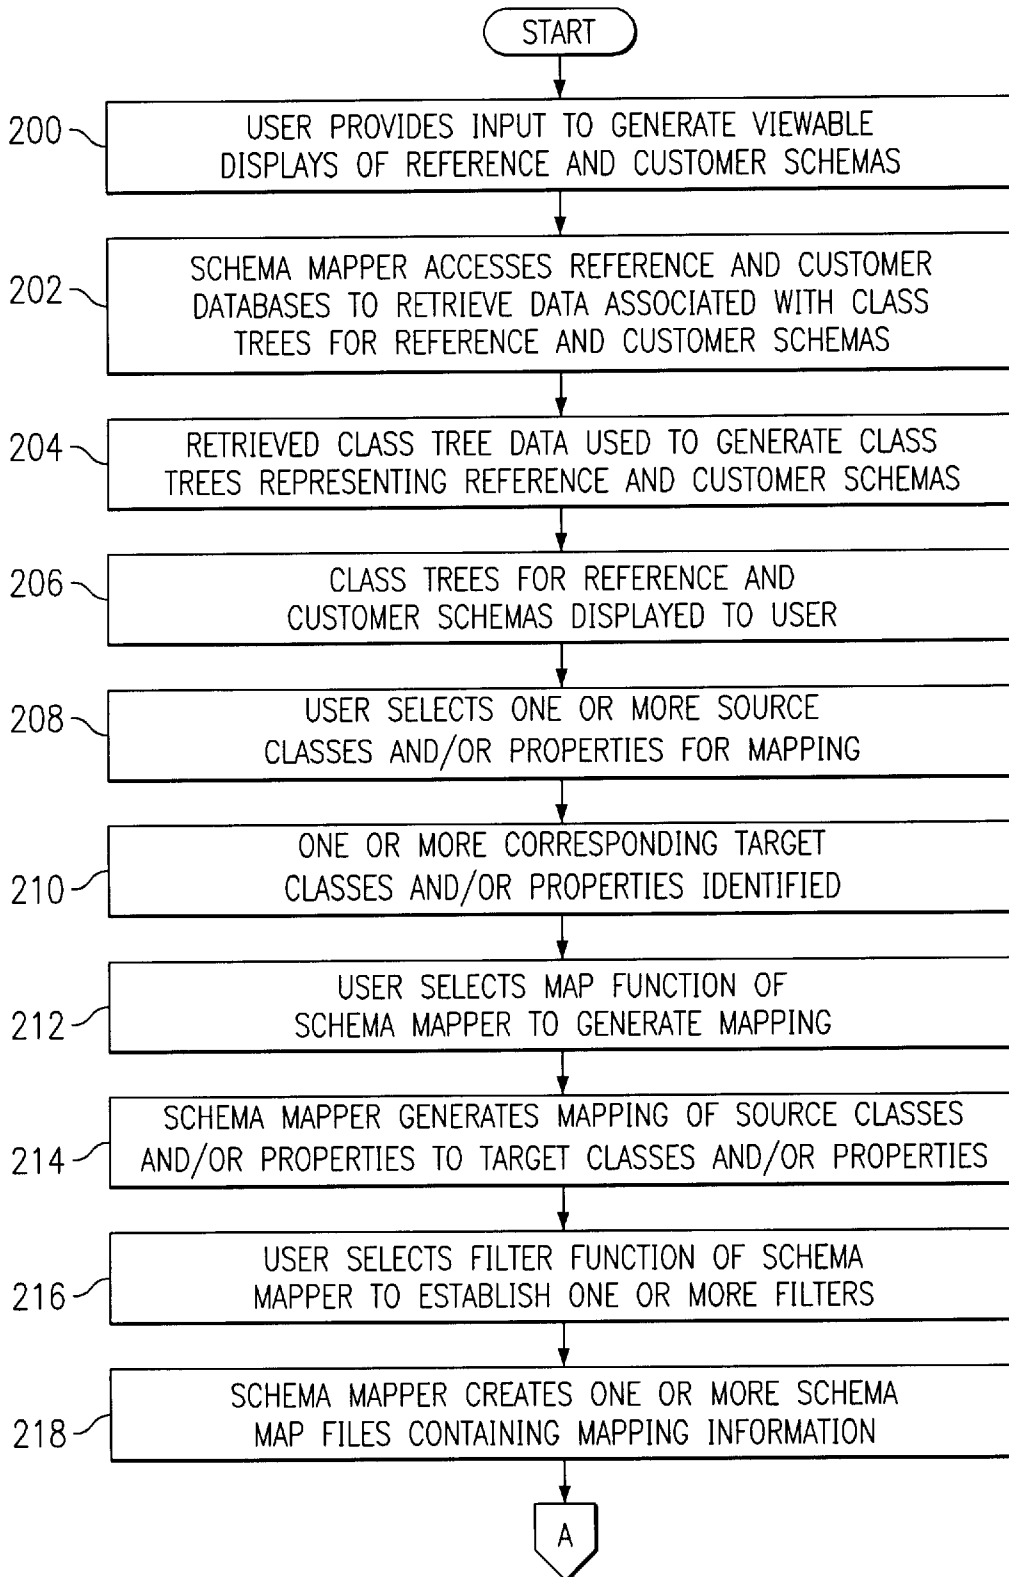 START
200
USER PROVIDES INPUT TO GENERATE VIEWABLE
DISPLAYS OF REFERENCE AND CUSTOMER SCHEMAS
202
SCHEMA MAPPER ACCESSES REFERENCE AND CUSTOMER
DATABASES TO RETRIEVE DATA ASSOCIATED WITH CLASS
TREES FOR REFERENCE AND CUSTOMER SCHEMAS
204
RETRIEVED CLASS TREE DATA USED TO GENERATE CLASS
TREES REPRESENTING REFERENCE AND CUSTOMER SCHEMAS
206
CLASS TREES FOR REFERENCE AND
CUSTOMER SCHEMAS DISPLAYED TO USER
208
USER SELECTS ONE OR MORE SOURCE
CLASSES AND/OR PROPERTIES FOR MAPPING
210
ONE OR MORE CORRESPONDING TARGET
CLASSES AND/OR PROPERTIES IDENTIFIED
212
USER SELECTS MAP FUNCTION OF
SCHEMA MAPPER TO GENERATE MAPPING
214
SCHEMA MAPPER GENERATES MAPPING OF SOURCE CLASSES
AND/OR PROPERTIES TO TARGET CLASSES AND/OR PROPERTIES
216
USER SELECTS FILTER FUNCTION OF SCHEMA
MAPPER TO ESTABLISH ONE OR MORE FILTERS
218
SCHEMA MAPPER CREATES ONE OR MORE SCHEMA
MAP FILES CONTAINING MAPPING INFORMATION
A